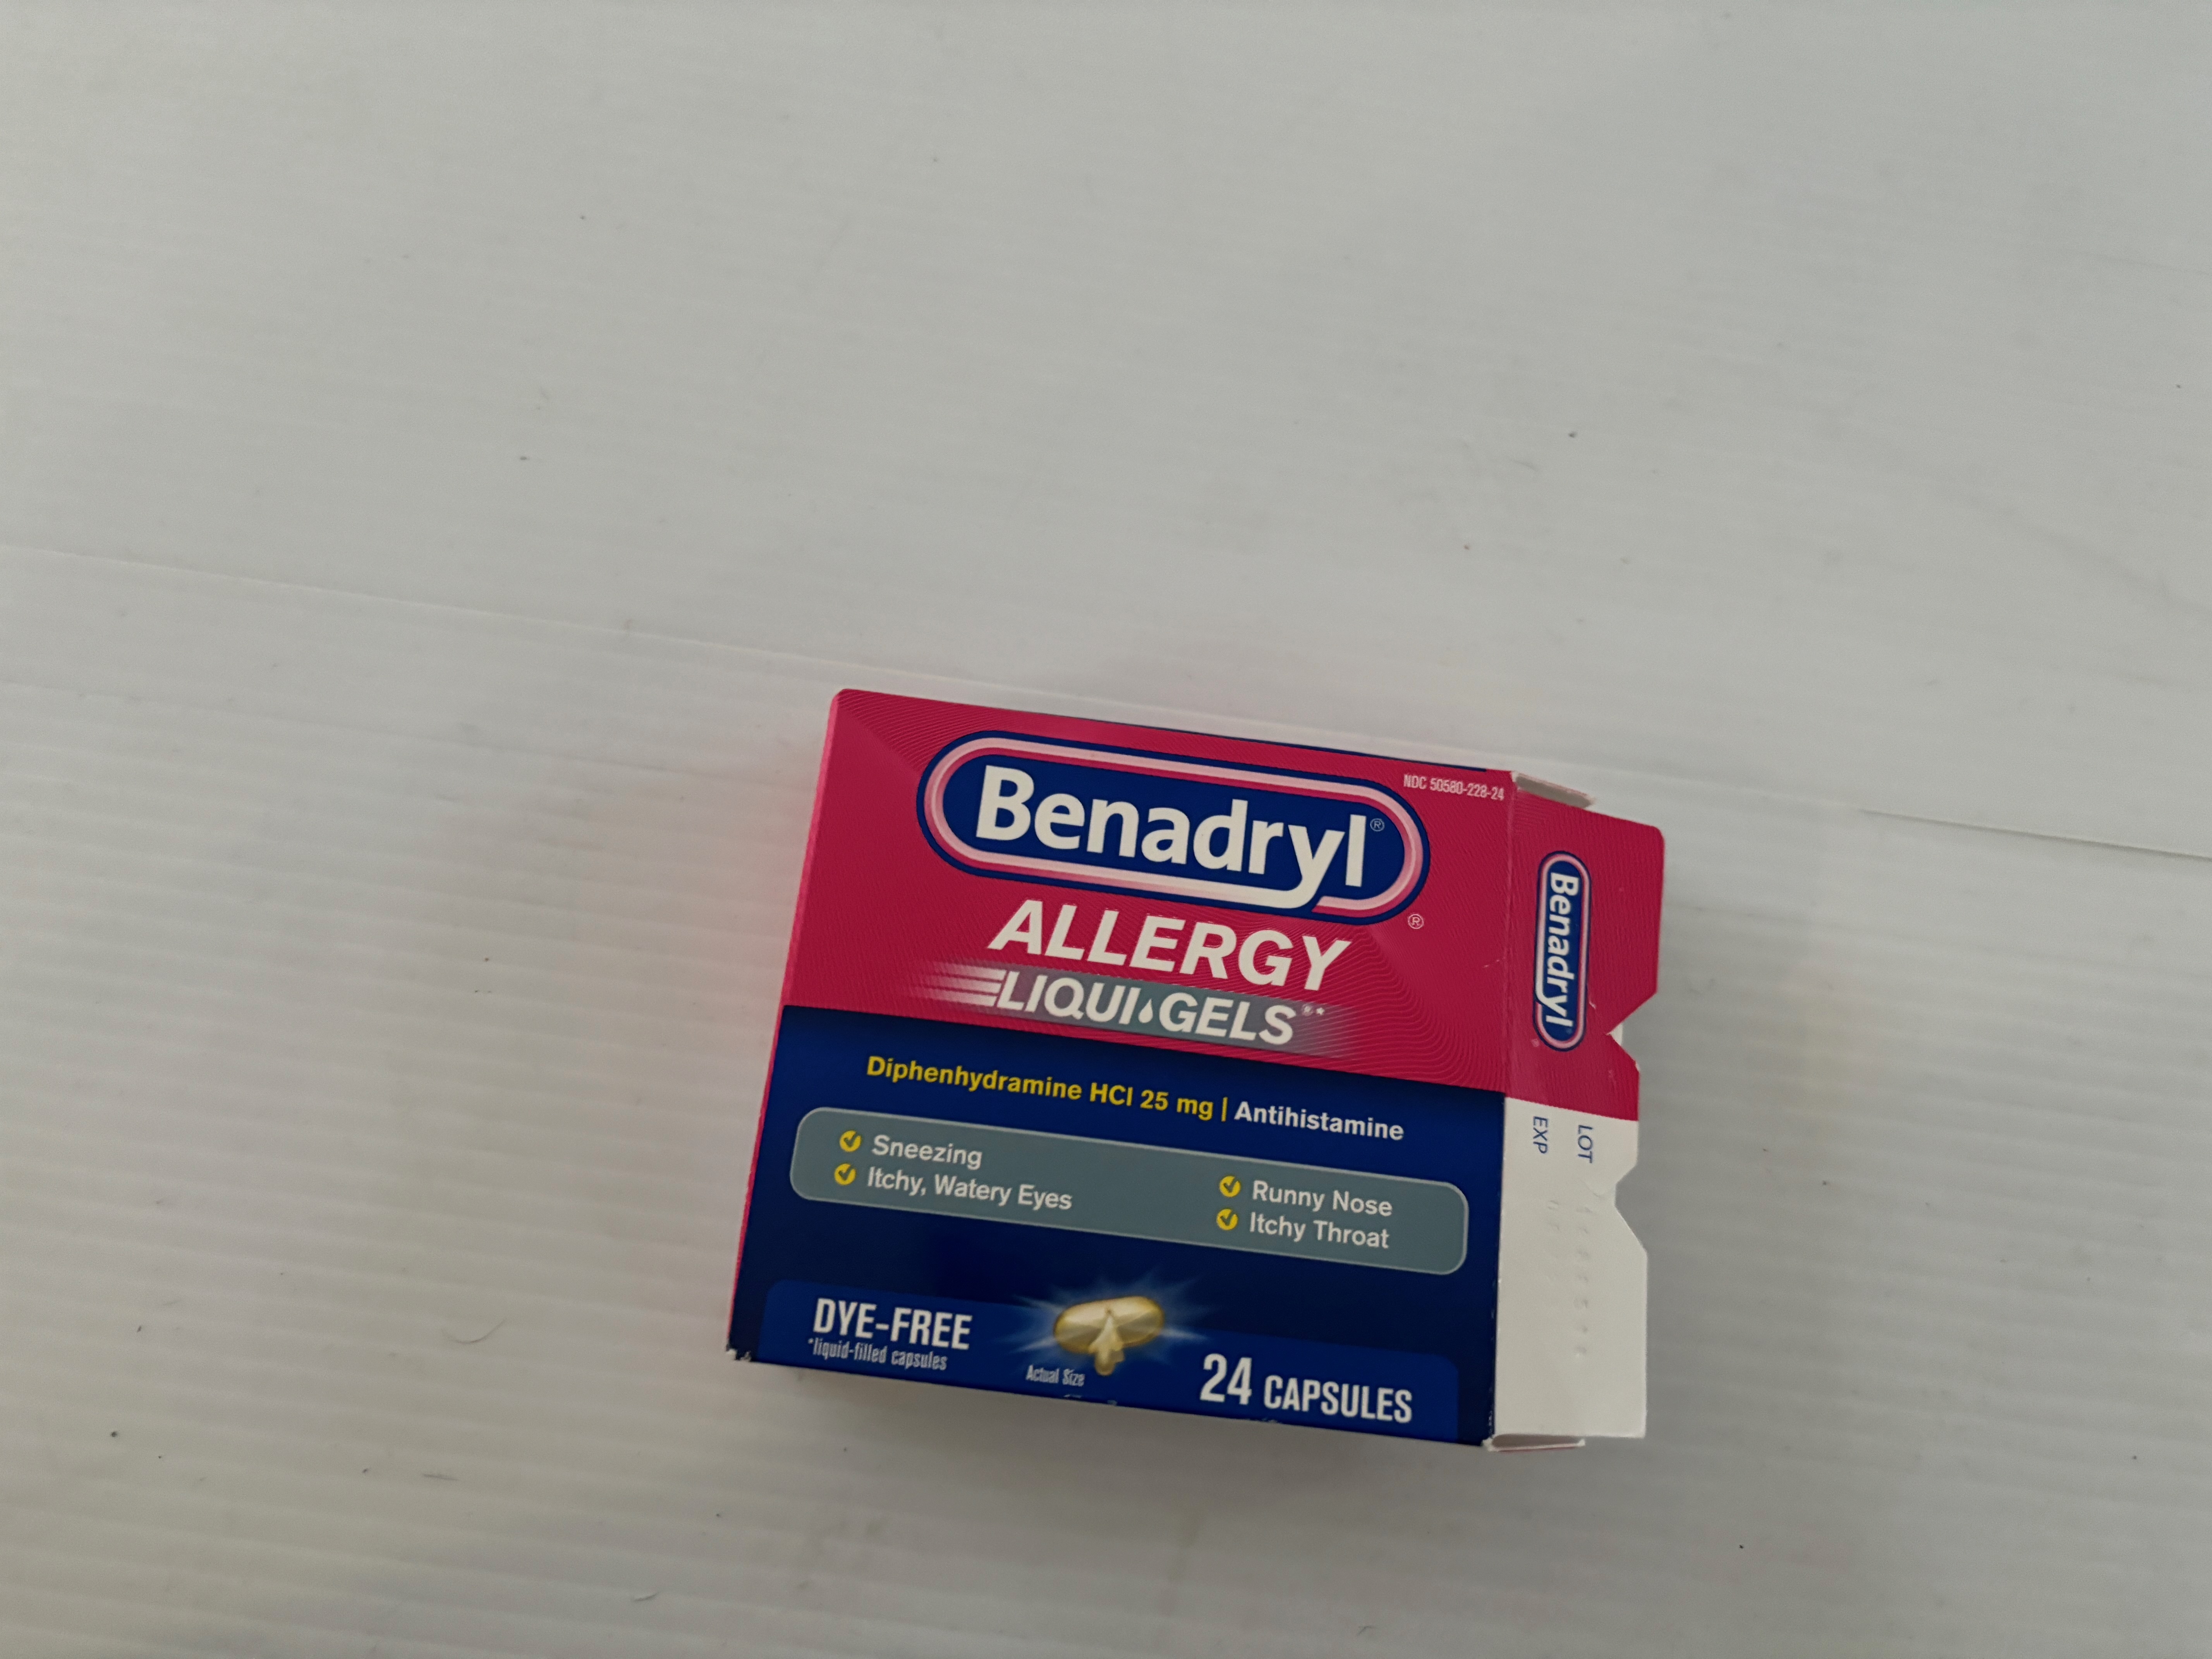 NDC 50580-228-24
Benadryl®
®
ALLERGY
LIQUI GELS®*
Diphenhydramine HCl 25 mg | Antihistamine
Sneezing
Itchy, Watery Eyes
Runny Nose
Itchy Throat
DYE-FREE
*liquid-filled capsules
Actual Size
24 CAPSULES
Benadryl
®
LOT
EXP